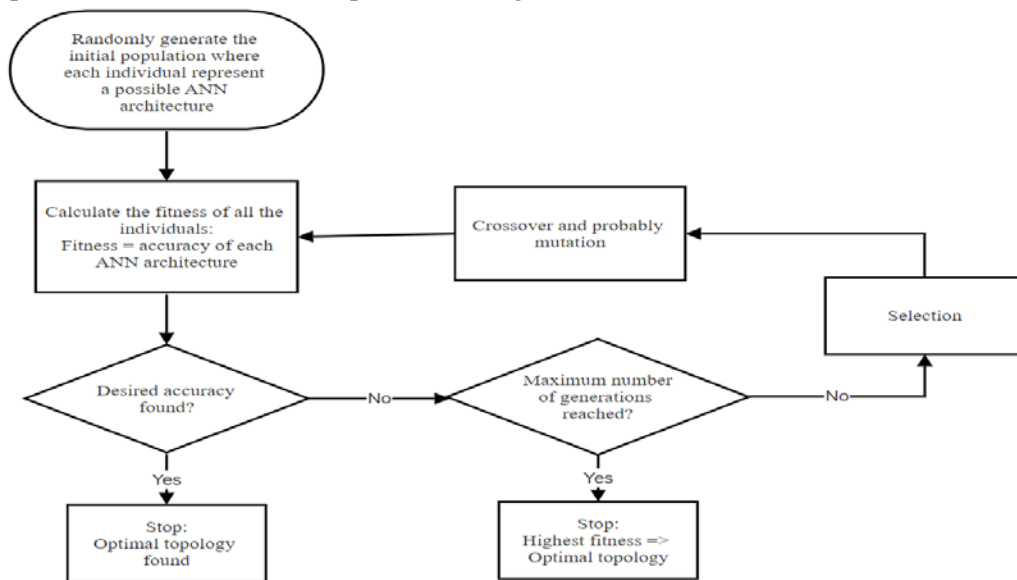 Randomly generate the
initial population where
each individual represent
a possible ANN
architecture
Calculate the fitness of all the
individuals:
Fitness = accuracy of each
ANN architecture
Crossover and probably
mutation
Selection
Desired accuracy
found?
No
Maximum number
of generations
reached?
No
Yes
Yes
Stop:
Optimal topology
found
Stop:
Highest fitness =>
Optimal topology